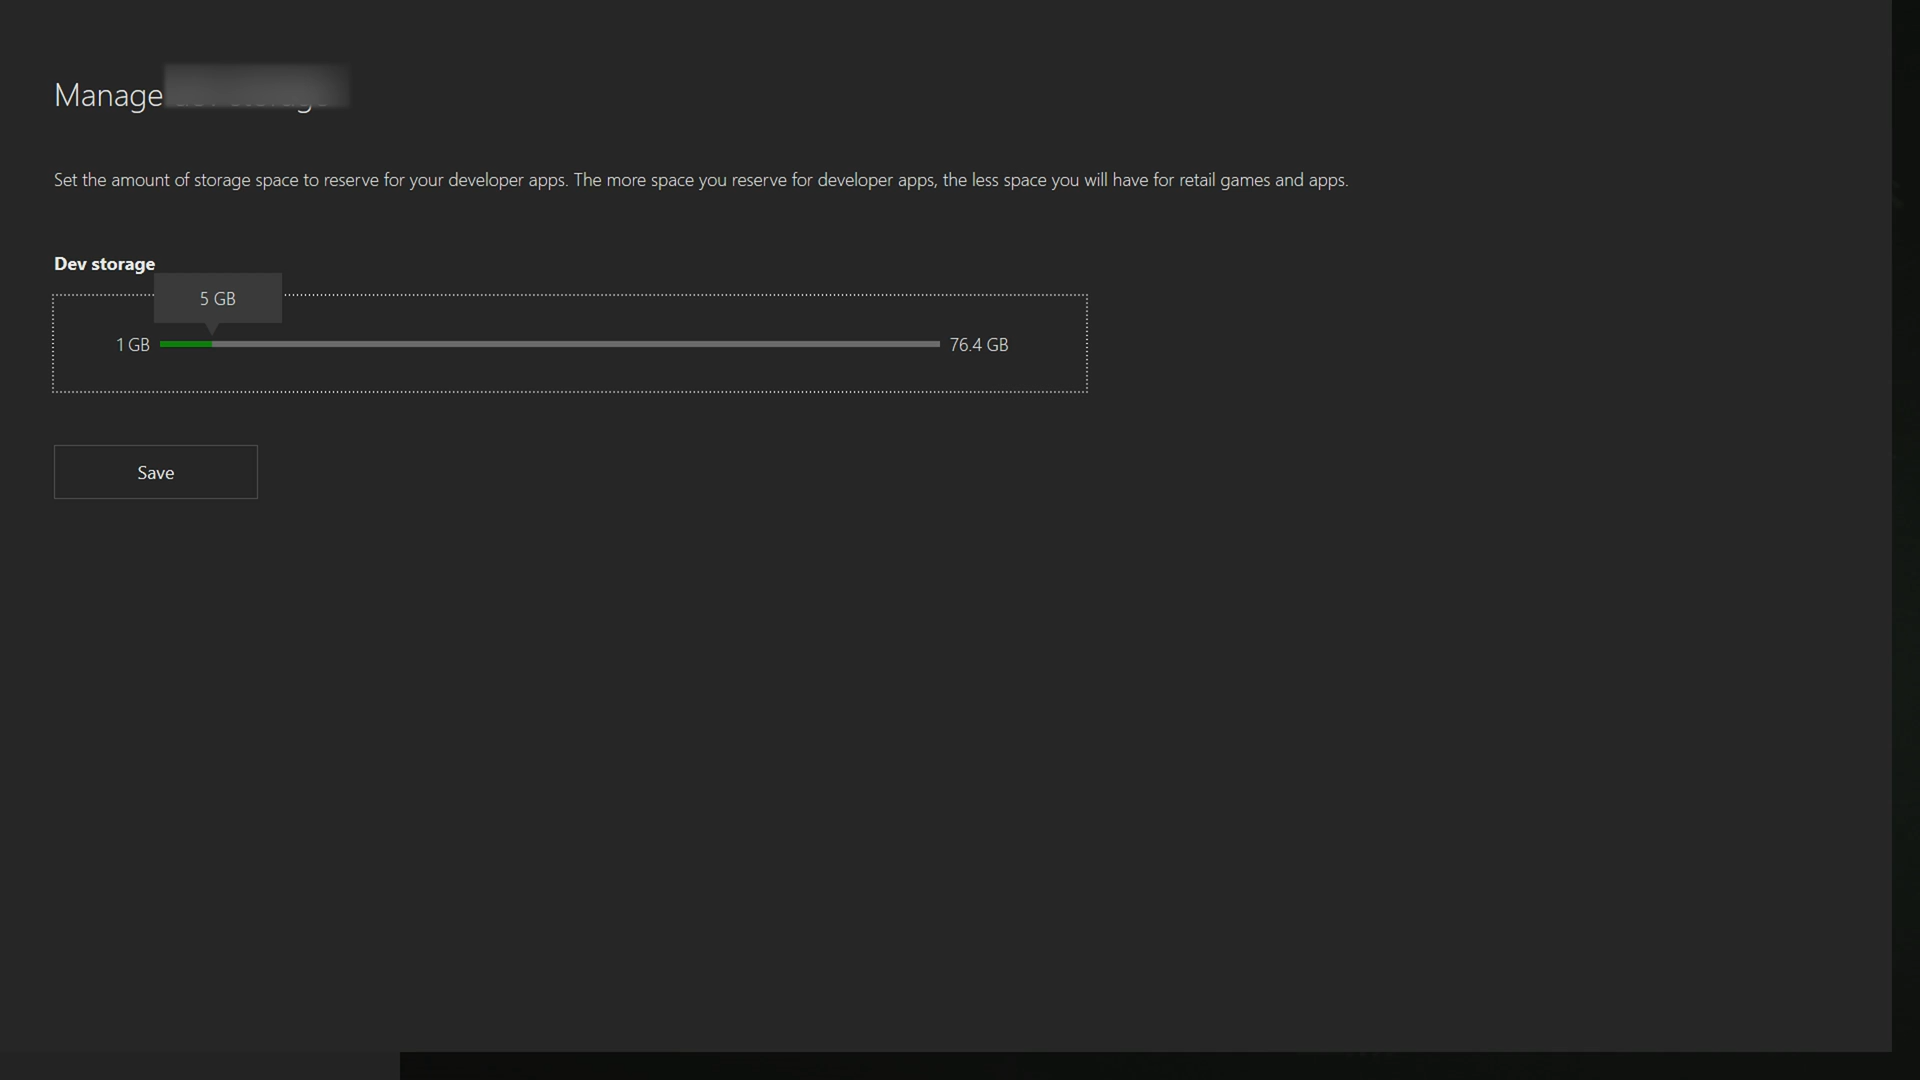 Manage
Set the amount of storage space to reserve for your developer apps. The more space you reserve for developer apps, the less space you will have for retail games and apps.
Dev storage
5 GB
1 GB
76.4 GB
Save